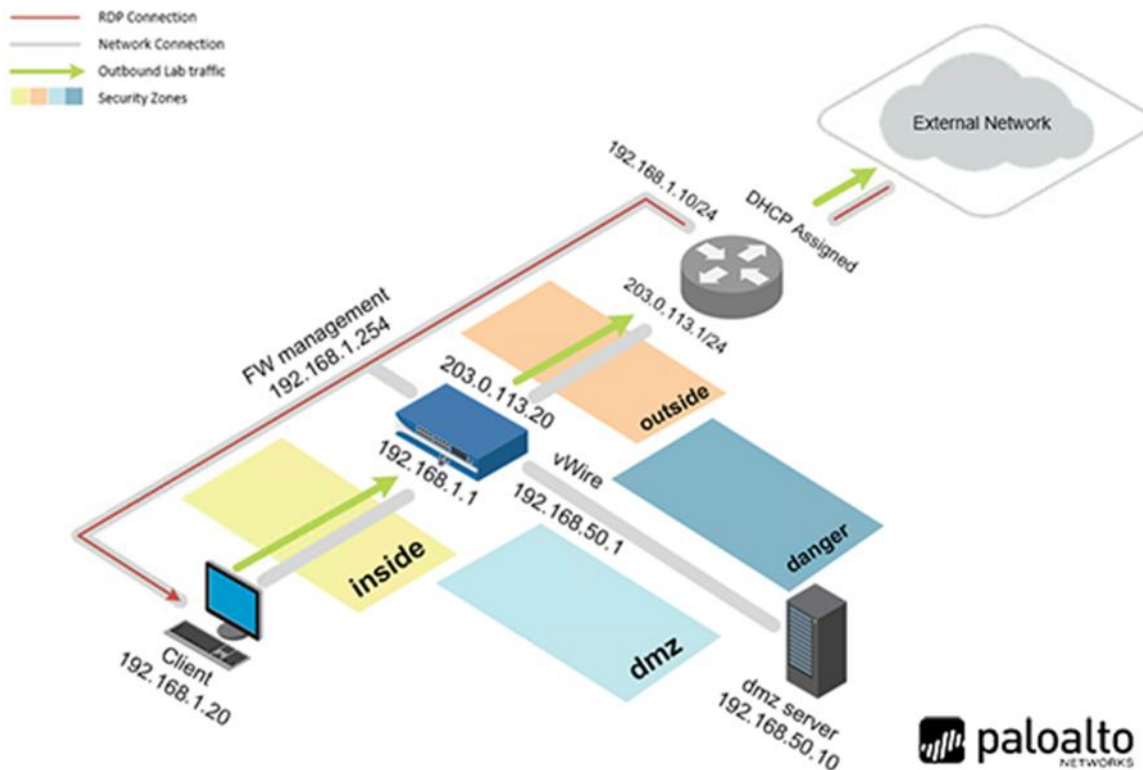 RDP Connection
Network Connection
Outbound Lab traffic
Security Zones
External Network
192.168.1.10/24
DHCP Assigned
203.0.113.1/24
FW management
192.168.1.254
203.0.113.20
outside
192.168.1.1
vWire
192.168.50.1
danger
inside
dmz
Client
192.168.1.20
dmz server
192.168.50.10
paloalto
NETWORKS